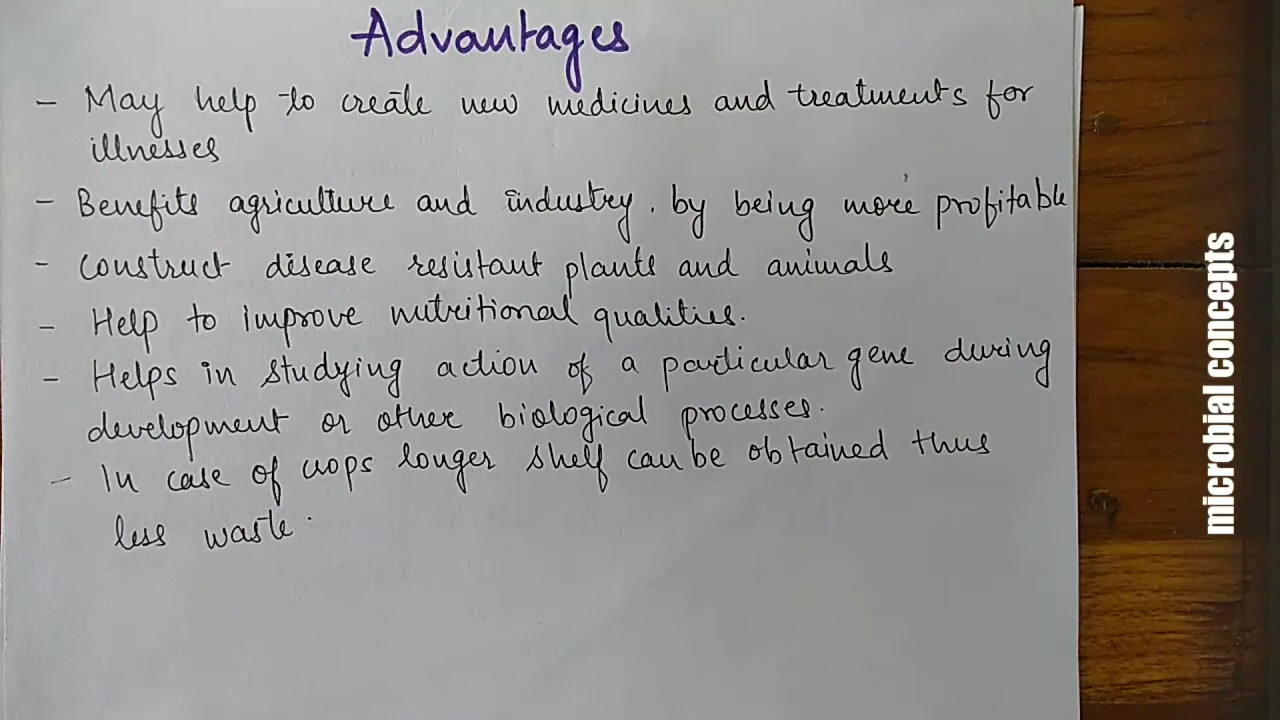 Advantages
- May help to create new medicines and treatments for
illnesses
- Benefits agriculture and industry. by being more profitable
- Construct disease resistant plants and animals
- Help to improve nutritional qualities.
- Helps in studying action of a particular gene during
development or other biological processes.
- In case of crops longer shelf can be obtained thus
less waste.
microbial concepts